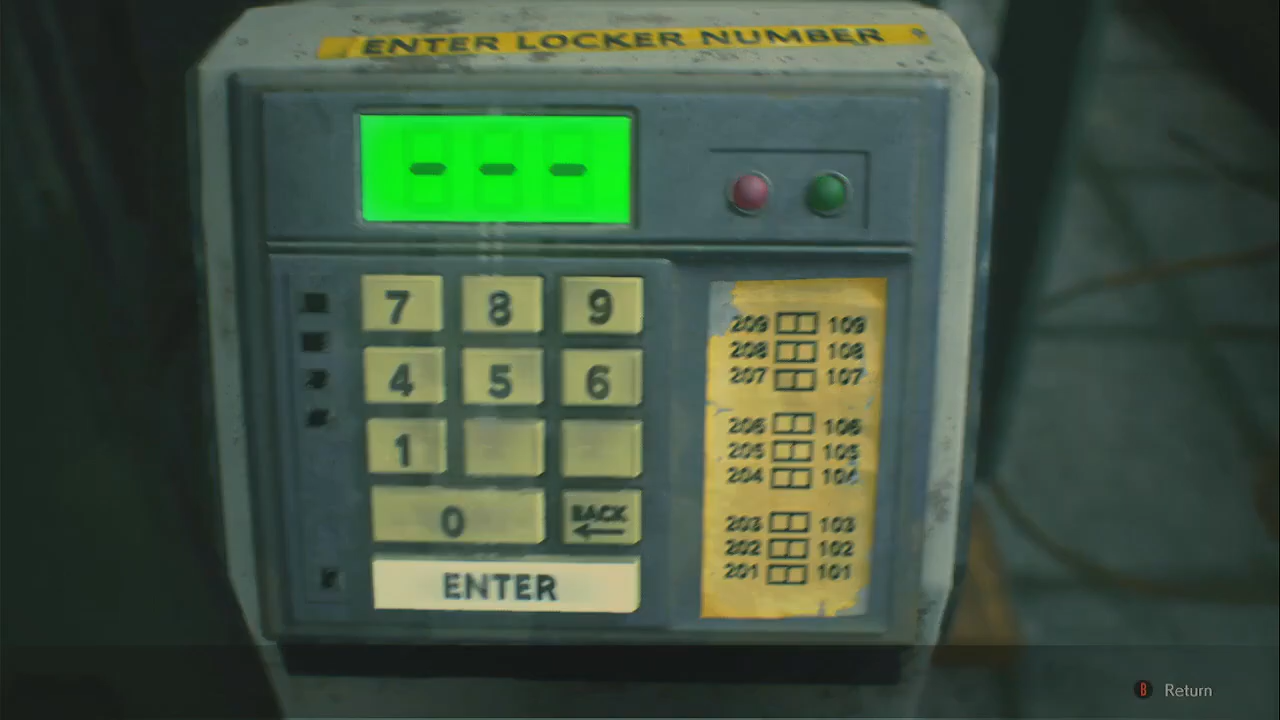 ENTER LOCKER NUMBER
- - -
7 8 9
4 5 6
1
0 BACK
ENTER
209 109
208 108
207 107
206 106
205 105
204 104
203 103
202 102
201 101
B Return